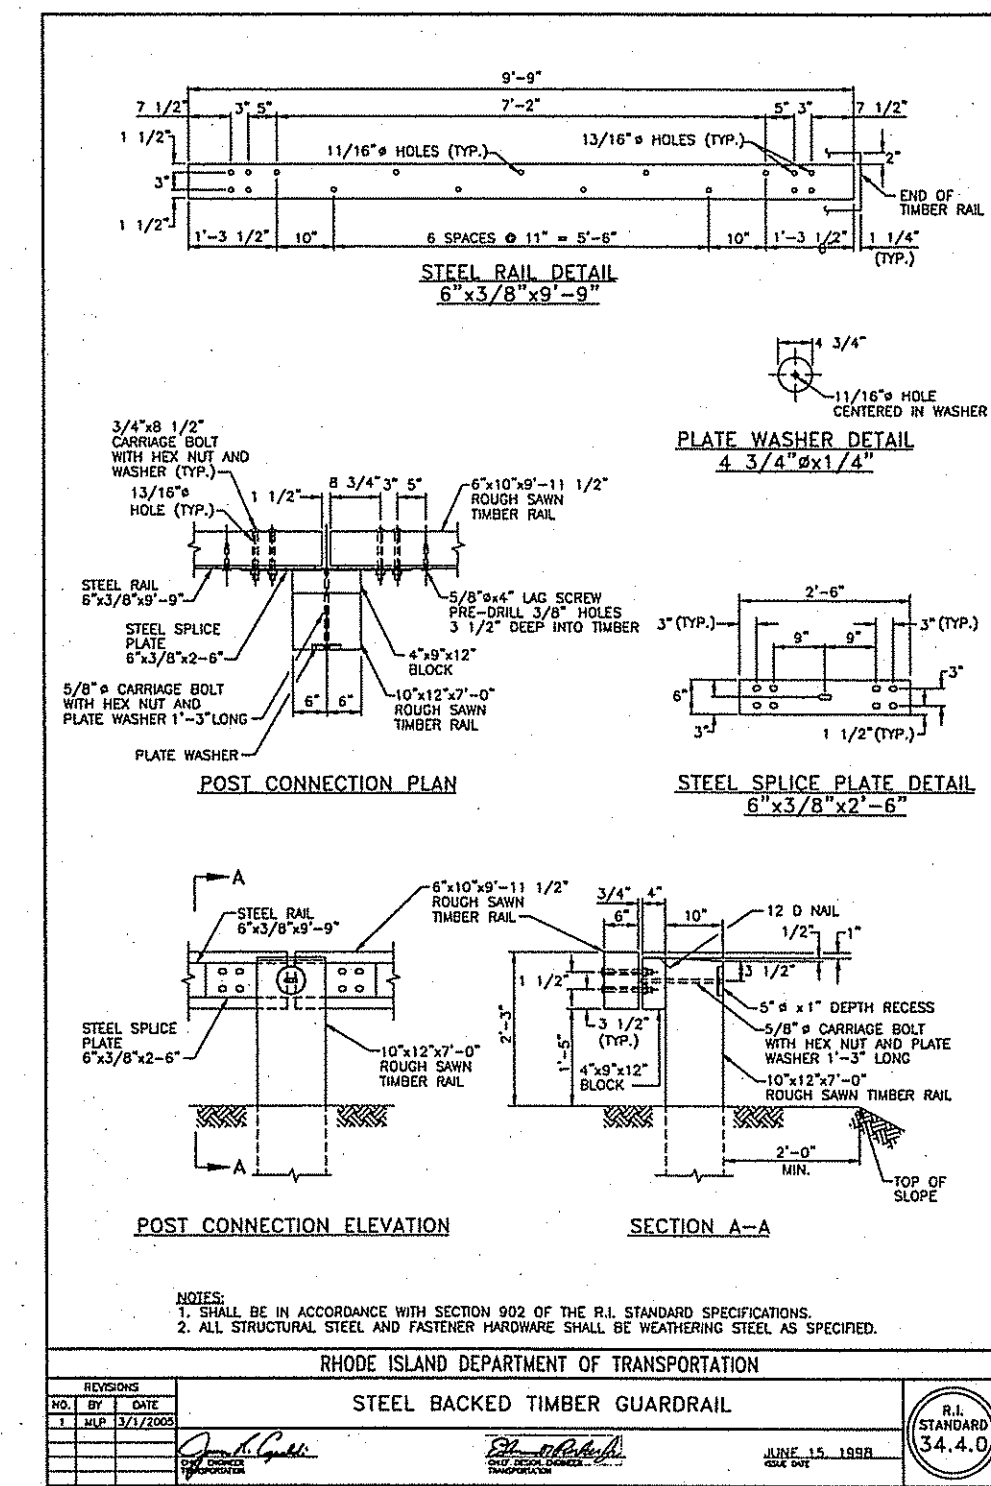 9'-9"
7 1/2" 3" 5" 7'-2" 5" 3" 7 1/2"
1 1/2"
11/16"ø HOLES (TYP.)
13/16"ø HOLES (TYP.)
2"
3"
END OF
TIMBER RAIL
1 1/2"
1'-3 1/2" 10" 6 SPACES @ 11" = 5'-6" 10" 1'-3 1/2" 1 1/4"
(TYP.)
STEEL RAIL DETAIL
6"x3/8"x9'-9"
4 3/4"
11/16"ø HOLE
CENTERED IN WASHER
PLATE WASHER DETAIL
4 3/4"Øx1/4"
3/4"x8 1/2"
CARRIAGE BOLT
WITH HEX NUT AND
WASHER (TYP.)
13/16"ø
HOLE (TYP.)
1 1/2"
8 3/4" 3" 5"
6"x10"x9'-11 1/2"
ROUGH SAWN
TIMBER RAIL
STEEL RAIL
6"x3/8"x9'-9"
STEEL SPLICE
PLATE
6"x3/8"x2-6"
5/8" ø CARRIAGE BOLT
WITH HEX NUT AND
PLATE WASHER 1'-3" LONG
PLATE WASHER
6" 6"
5/8"øx4" LAG SCREW
PRE-DRILL 3/8" HOLES
3 1/2" DEEP INTO TIMBER
4"x9"x12"
BLOCK
10"x12"x7'-0"
ROUGH SAWN
TIMBER RAIL
POST CONNECTION PLAN
2'-6"
3" (TYP.) 3" (TYP.)
9" 9"
3"
6"
3"
1 1/2" (TYP.)
STEEL SPLICE PLATE DETAIL
6"x3/8"x2'-6"
A
STEEL RAIL
6"x3/8"x9'-9"
6"x10"x9'-11 1/2"
ROUGH SAWN
TIMBER RAIL
STEEL SPLICE
PLATE
6"x3/8"x2-6"
10"x12"x7'-0"
ROUGH SAWN
TIMBER RAIL
A
POST CONNECTION ELEVATION
3/4" 4"
6" 10"
12 D NAIL
1/2" 1"
3 1/2"
1 1/2"
2'-3"
1'-5"
3 1/2"
(TYP.)
4"x9"x12"
BLOCK
5" ø x1" DEPTH RECESS
5/8" ø CARRIAGE BOLT
WITH HEX NUT AND PLATE
WASHER 1'-3" LONG
10"x12"x7'-0"
ROUGH SAWN TIMBER RAIL
2'-0"
MIN.
TOP OF
SLOPE
SECTION A-A
NOTES:
1. SHALL BE IN ACCORDANCE WITH SECTION 902 OF THE R.I. STANDARD SPECIFICATIONS.
2. ALL STRUCTURAL STEEL AND FASTENER HARDWARE SHALL BE WEATHERING STEEL AS SPECIFIED.
RHODE ISLAND DEPARTMENT OF TRANSPORTATION
REVISIONS
NO. BY DATE
1 MLP 3/1/2005
STEEL BACKED TIMBER GUARDRAIL
CHIEF ENGINEER
TRANSPORTATION
CHIEF DESIGN ENGINEER
TRANSPORTATION
JUNE 15, 1998
ISSUE DATE
R.I.
STANDARD
34.4.0